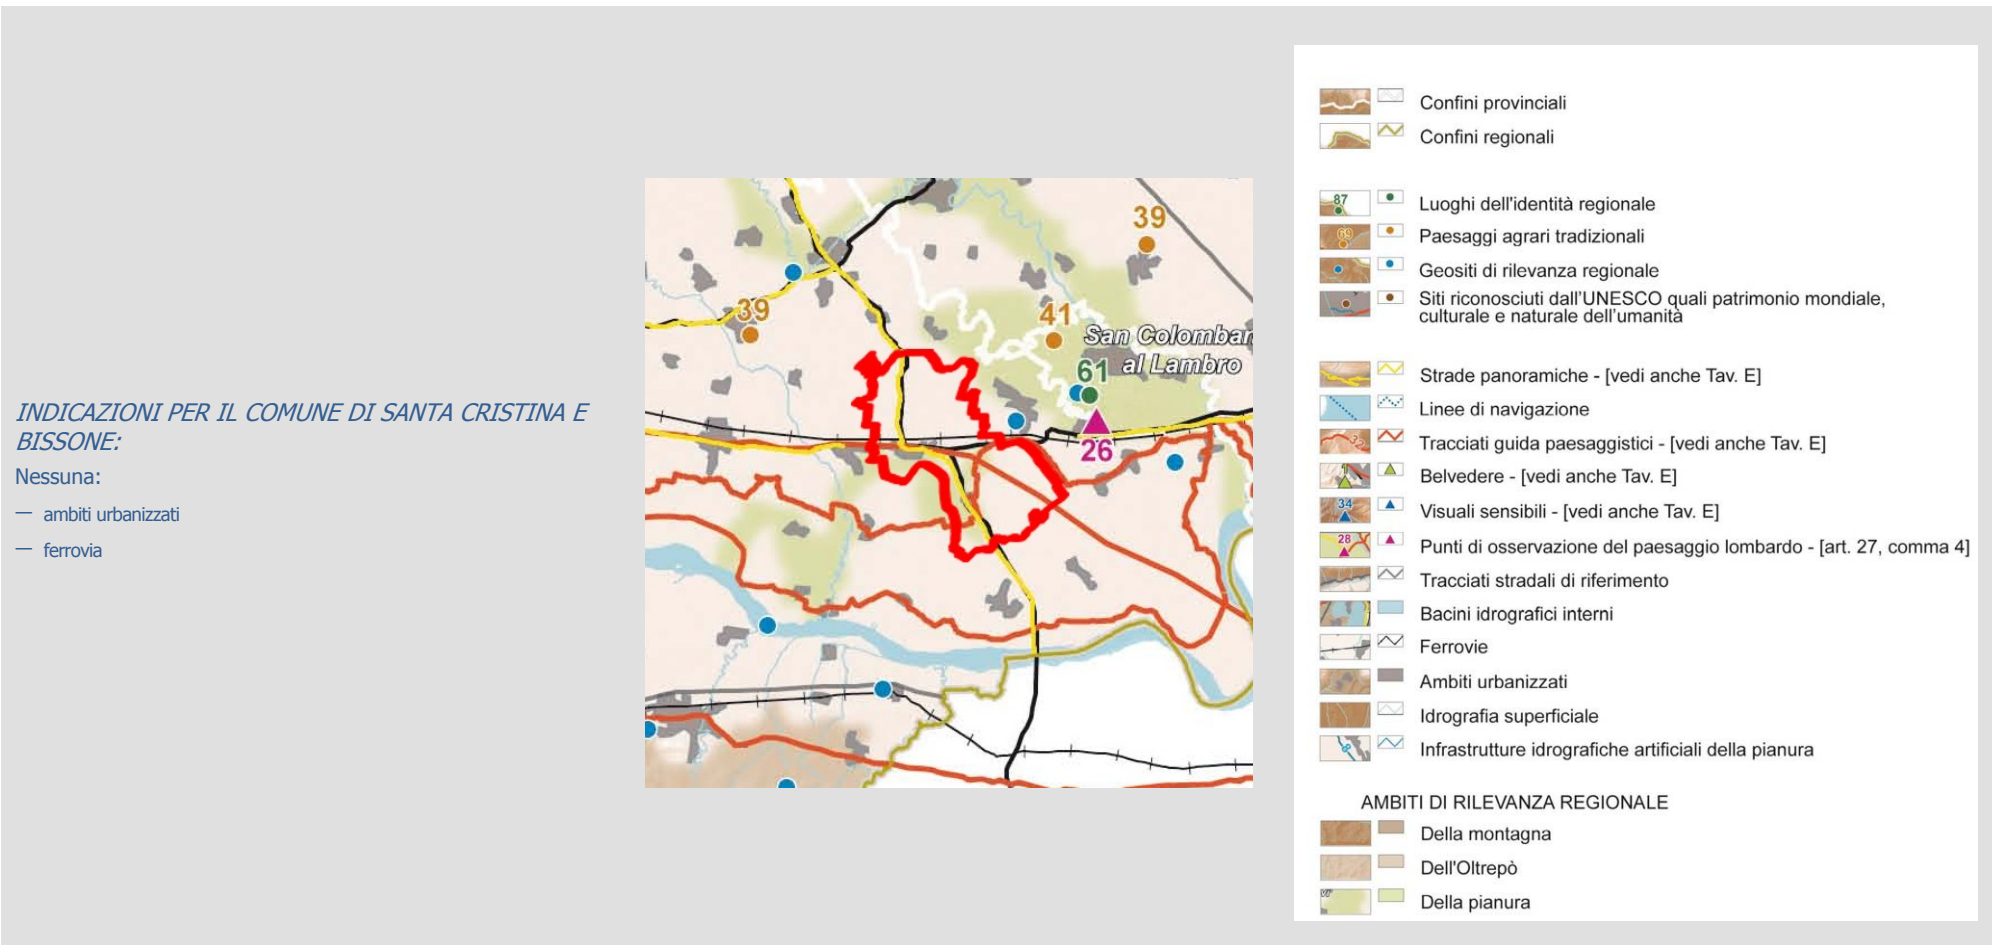 INDICAZIONI PER IL COMUNE DI SANTA CRISTINA E
BISSONE:
Nessuna:
— ambiti urbanizzati
— ferrovia
39
39
41
San Colomban
al Lambro
61
26
Confini provinciali
Confini regionali
87
Luoghi dell'identità regionale
69
Paesaggi agrari tradizionali
Geositi di rilevanza regionale
Siti riconosciuti dall'UNESCO quali patrimonio mondiale,
culturale e naturale dell'umanità
Strade panoramiche - [vedi anche Tav. E]
Linee di navigazione
Tracciati guida paesaggistici - [vedi anche Tav. E]
Belvedere - [vedi anche Tav. E]
34
Visuali sensibili - [vedi anche Tav. E]
28
Punti di osservazione del paesaggio lombardo - [art. 27, comma 4]
Tracciati stradali di riferimento
Bacini idrografici interni
Ferrovie
Ambiti urbanizzati
Idrografia superficiale
Infrastrutture idrografiche artificiali della pianura
AMBITI DI RILEVANZA REGIONALE
Della montagna
Dell'Oltrepò
Della pianura